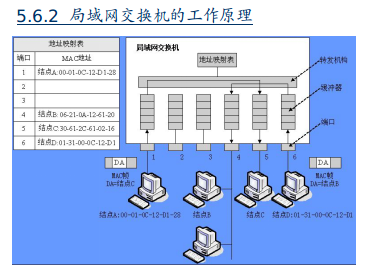 5.6.2 局域网交换机的工作原理
地址映射表
端口 MAC地址
1 结点A:00-01-0C-12-D1-28
2
3
4 结点B:06-21-0A-12-61-20
5 结点C:30-61-2C-61-02-16
6 结点D:01-31-00-0C-12-D1
局域网交换机
地址映射表
转发机构
缓冲器
端口
1 2 3 4 5 6
DA
MAC帧
DA=结点C
DA
MAC帧
DA=结点B
结点A:00-01-0C-12-D1-28 结点B 结点C 结点D:01-31-00-0C-12-D1